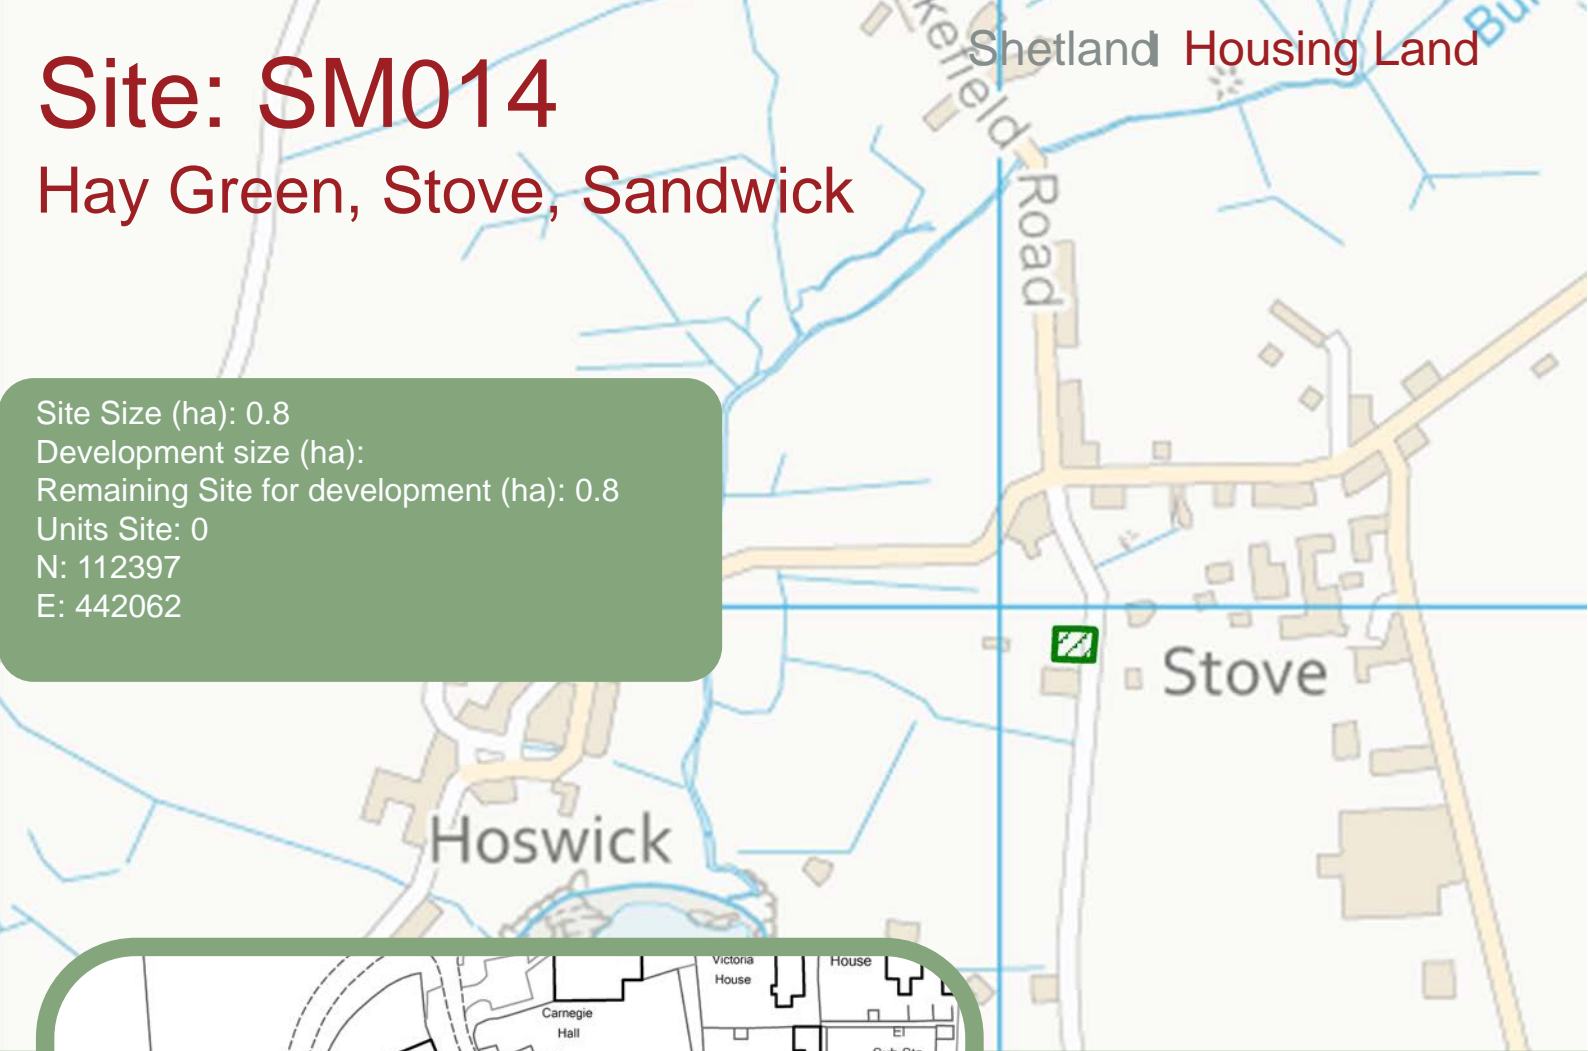 Shetland Housing Land
Site: SM014
Hay Green, Stove, Sandwick
Road
Site Size (ha): 0.8
Development size (ha):
Remaining Site for development (ha): 0.8
Units Site: 0
N: 112397
E: 442062
Stove
Hoswick
Victoria
House
House
Carnegie
Hall
El